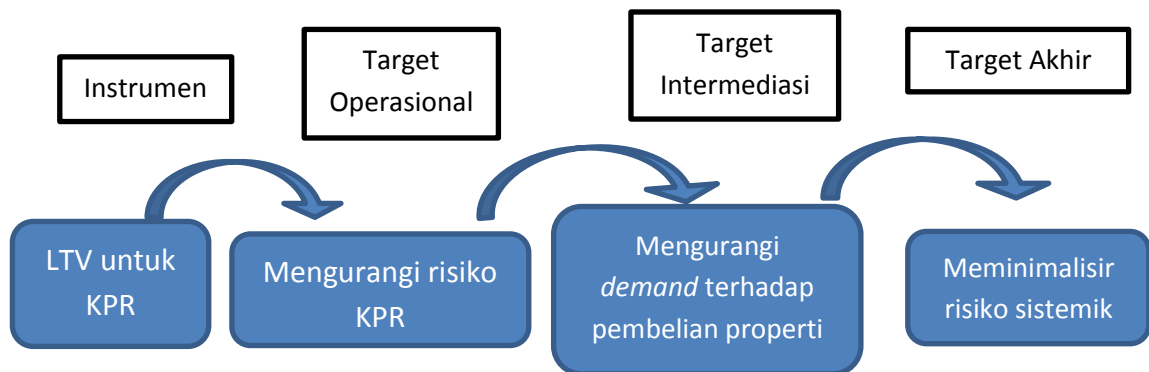 Instrumen
Target
Operasional
Target
Intermediasi
Target Akhir
LTV untuk
KPR
Mengurangi risiko
KPR
Mengurangi
demand terhadap
pembelian properti
Meminimalisir
risiko sistemik